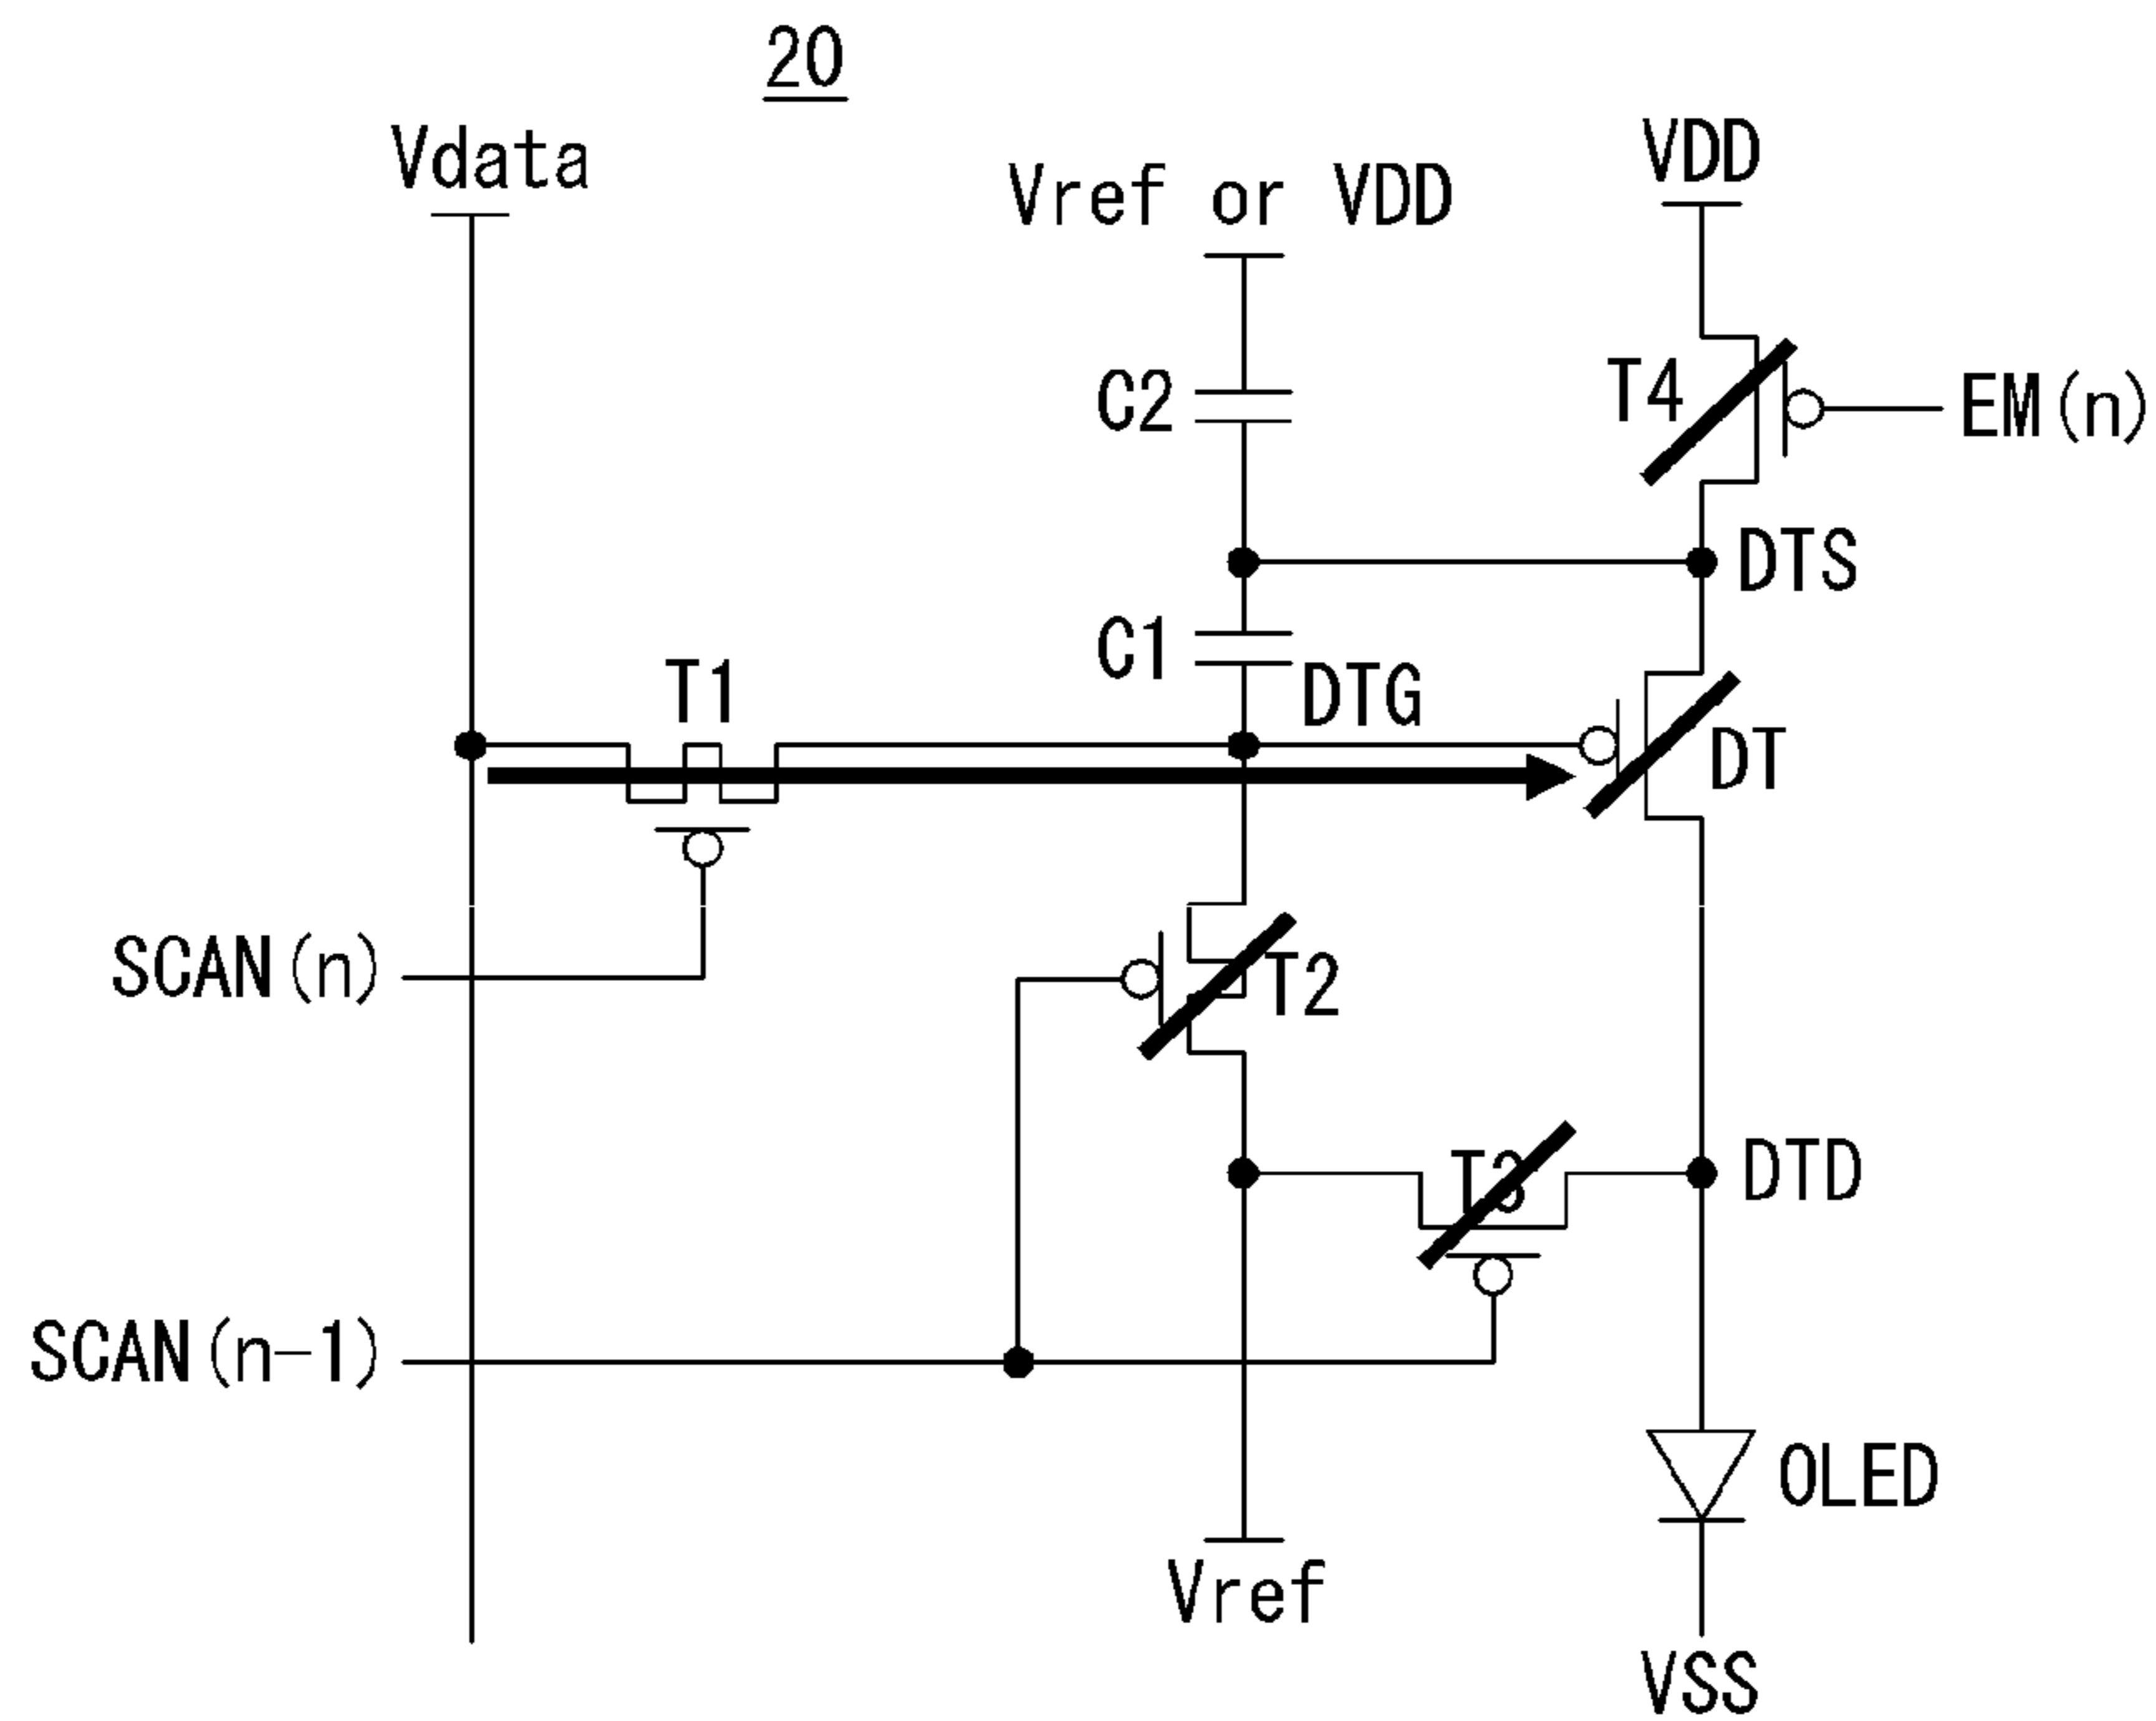 20
Vdata
Vref or VDD
VDD
C2
T4
EM(n)
DTS
C1
DTG
T1
DT
SCAN(n)
T2
T3
DTD
SCAN(n-1)
OLED
Vref
VSS